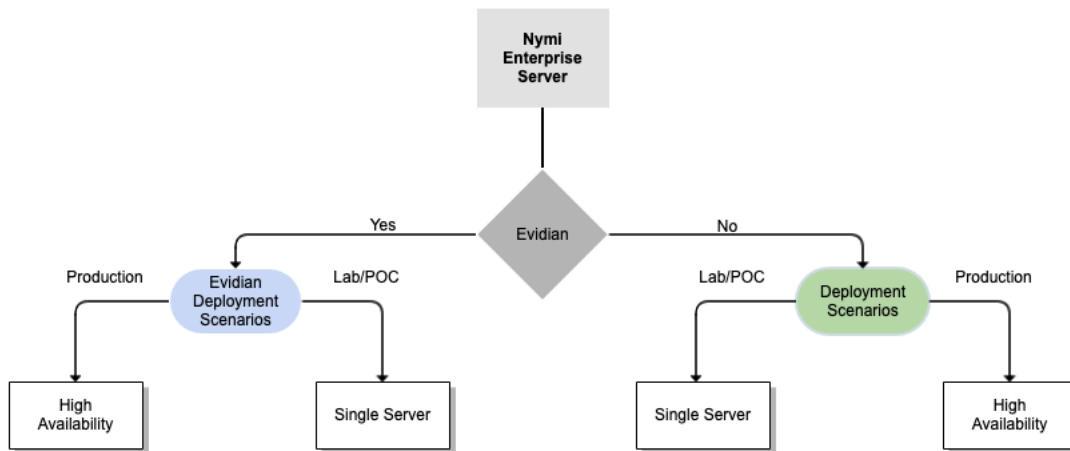 Nymi
Enterprise
Server
Evidian
Yes
No
Production
Evidian
Deployment
Scenarios
Lab/POC
Lab/POC
Deployment
Scenarios
Production
High
Availability
Single Server
Single Server
High
Availability